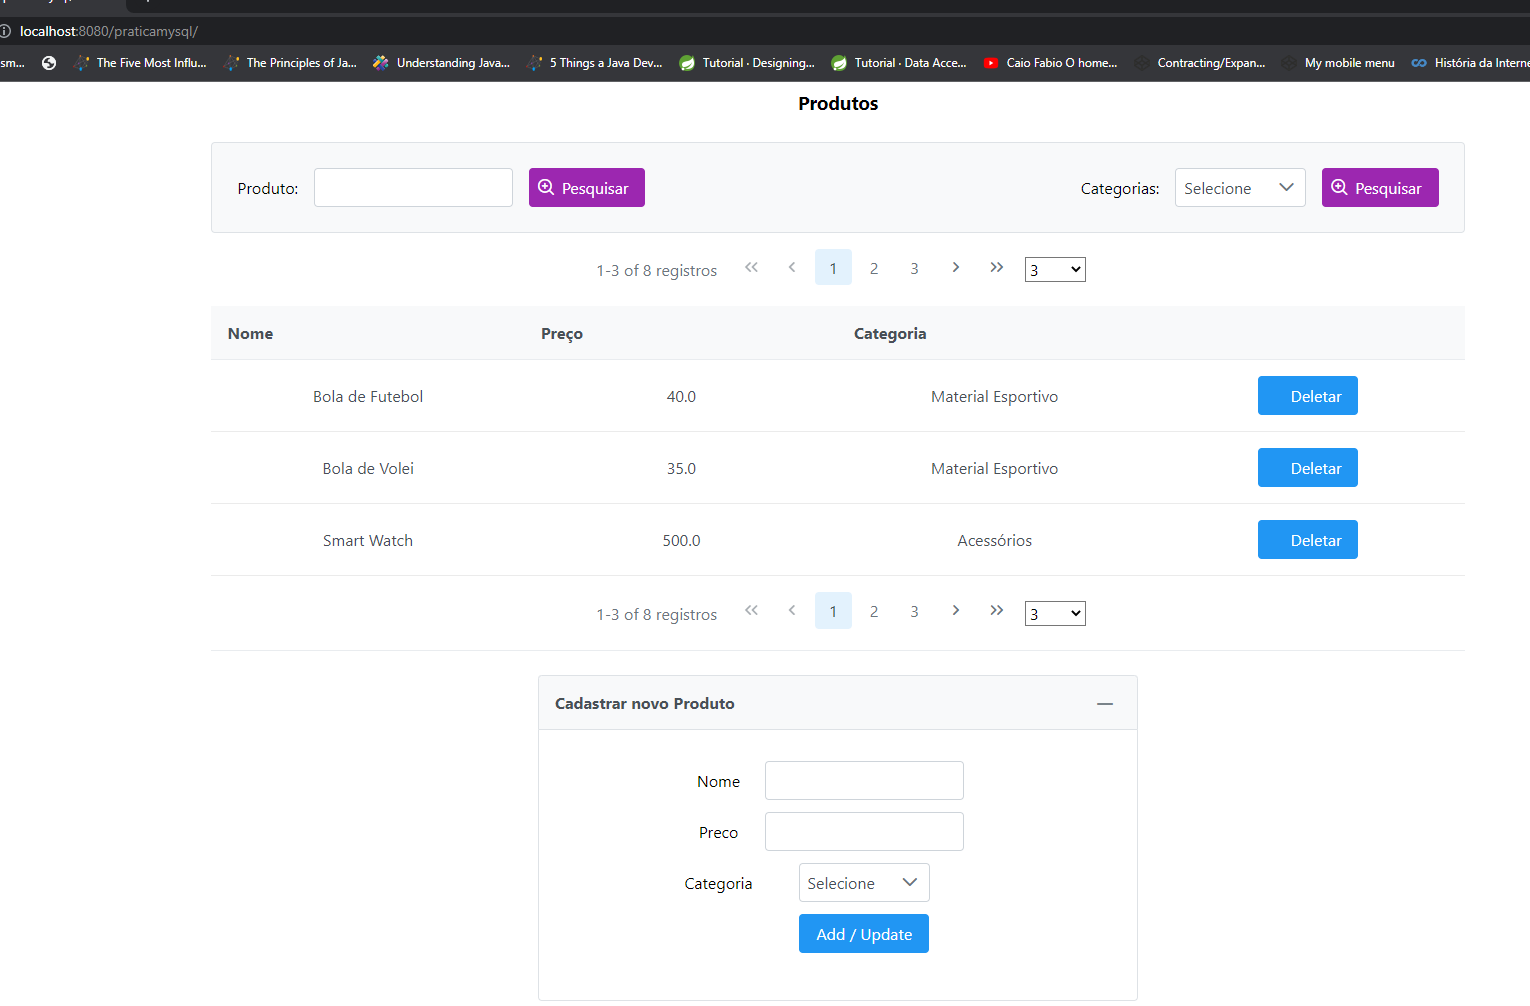 localhost:8080/praticamysql/
sm... The Five Most Influ... The Principles of Ja... Understanding Java... 5 Things a Java Dev... Tutorial · Designing... Tutorial · Data Acce... Caio Fabio O home... Contracting/Expan... My mobile menu História da Interne
Produtos
Produto: Pesquisar Categorias: Selecione Pesquisar
1-3 of 8 registros 1 2 3 3
Nome Preço Categoria
Bola de Futebol 40.0 Material Esportivo Deletar
Bola de Volei 35.0 Material Esportivo Deletar
Smart Watch 500.0 Acessórios Deletar
1-3 of 8 registros 1 2 3 3
Cadastrar novo Produto
Nome
Preco
Categoria Selecione
Add / Update